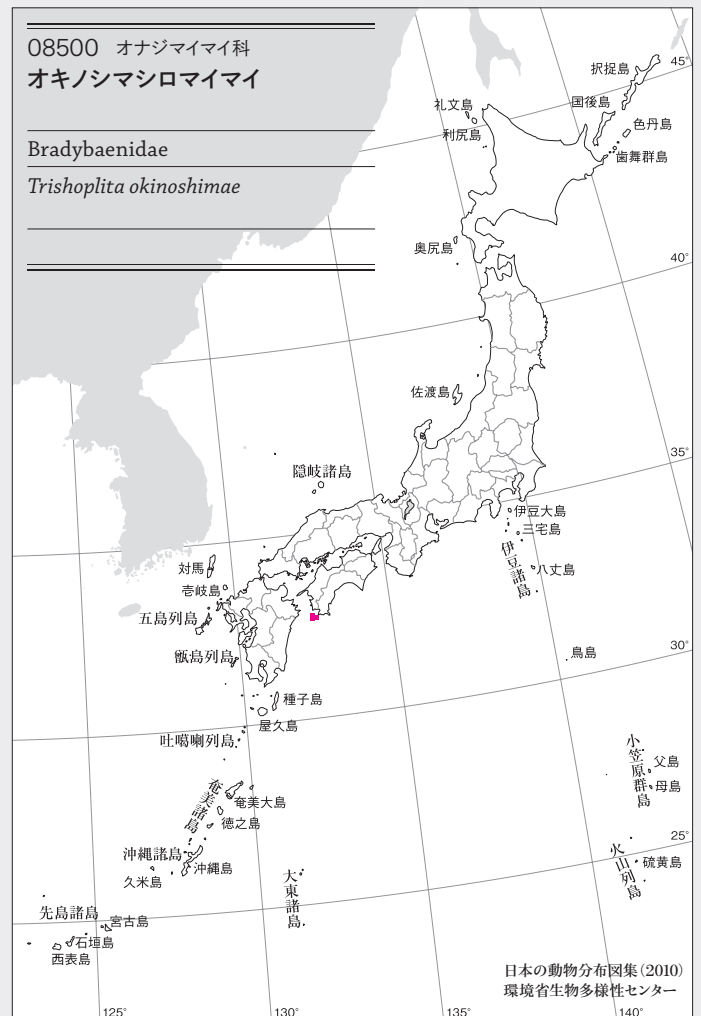 08500 オナジマイマイ科
オキノシマシロマイマイ
Bradybaenidae
Trishoplita okinoshimae
択捉島
45°
国後島
礼文島
色丹島
利尻島
歯舞群島
奥尻島
40°
佐渡島
35°
隠岐諸島
伊豆大島
三宅島
伊豆諸島
八丈島
対馬
壱岐島
五島列島
甑島列島
鳥島
30°
種子島
屋久島
吐噶喇列島
小笠原群島
父島
母島
奄美諸島
奄美大島
徳之島
25°
沖縄諸島
沖縄島
久米島
火山列島
硫黄島
大東諸島
先島諸島
宮古島
石垣島
西表島
日本の動物分布図集(2010)
環境省生物多様性センター
125°
130°
135°
140°